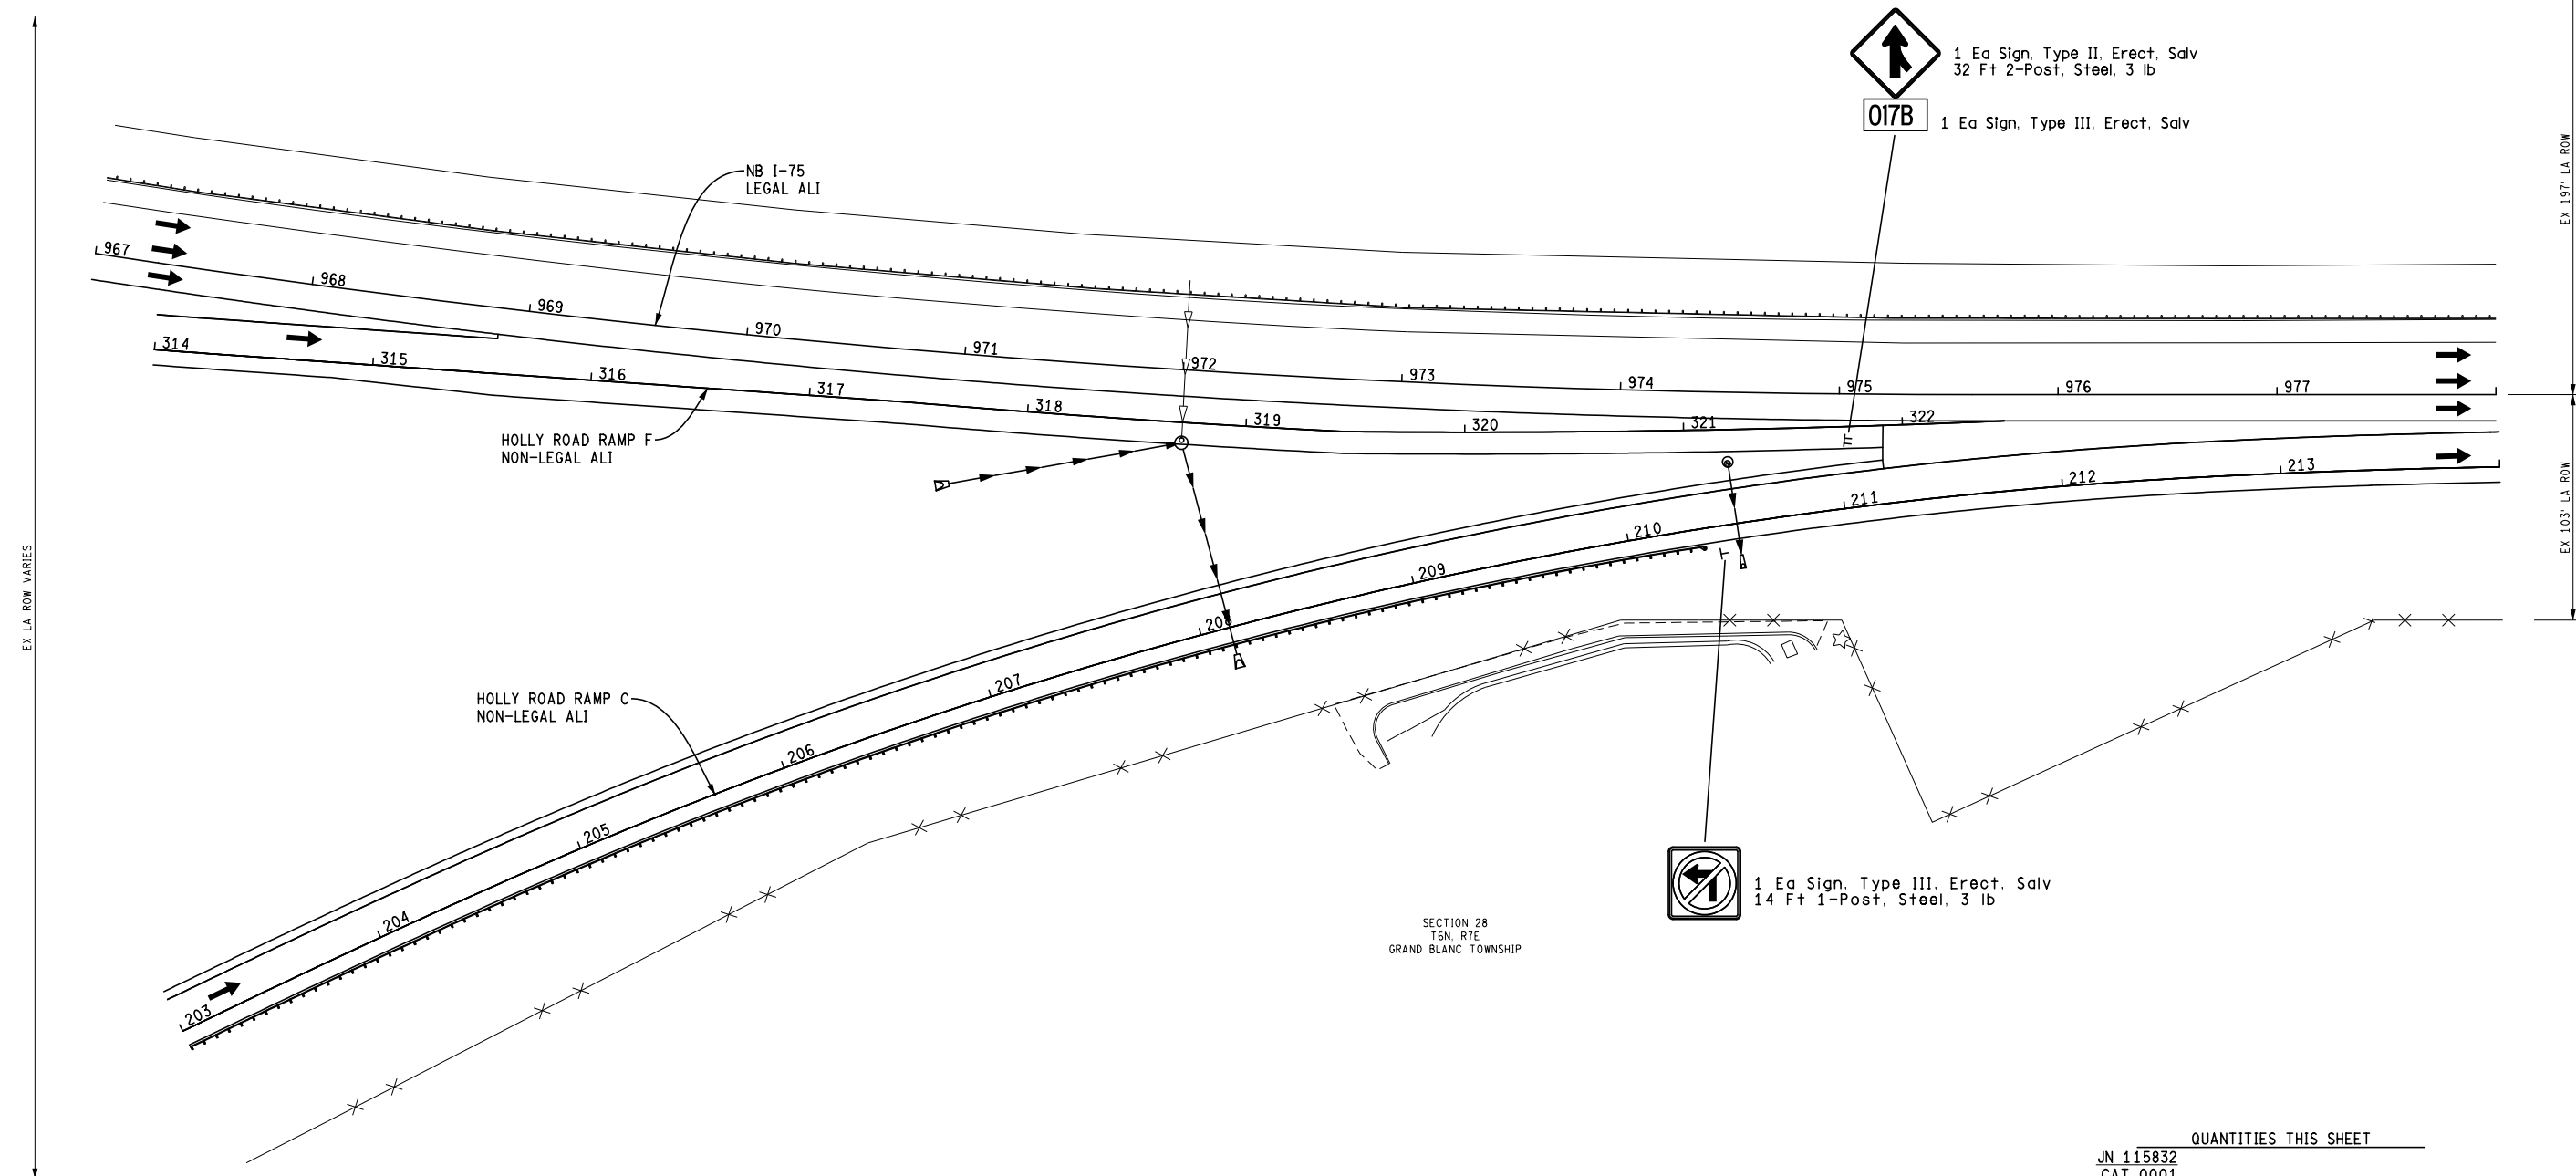 1 Ea Sign, Type II, Erect, Salv
32 Ft 2-Post, Steel, 3 lb
017B
1 Ea Sign, Type III, Erect, Salv
EX 197' LA ROW
NB I-75
LEGAL ALI
967
968
969
970
971
972
973
974
975
976
977
314
315
316
317
318
319
320
321
322
HOLLY ROAD RAMP F
NON-LEGAL ALI
EX 103' LA ROW
EX LA ROW VARIES
213
212
211
210
209
208
207
206
205
204
203
HOLLY ROAD RAMP C
NON-LEGAL ALI
1 Ea Sign, Type III, Erect, Salv
14 Ft 1-Post, Steel, 3 lb
SECTION 28
T6N, R7E
GRAND BLANC TOWNSHIP
QUANTITIES THIS SHEET
JN 115832
CAT 0001